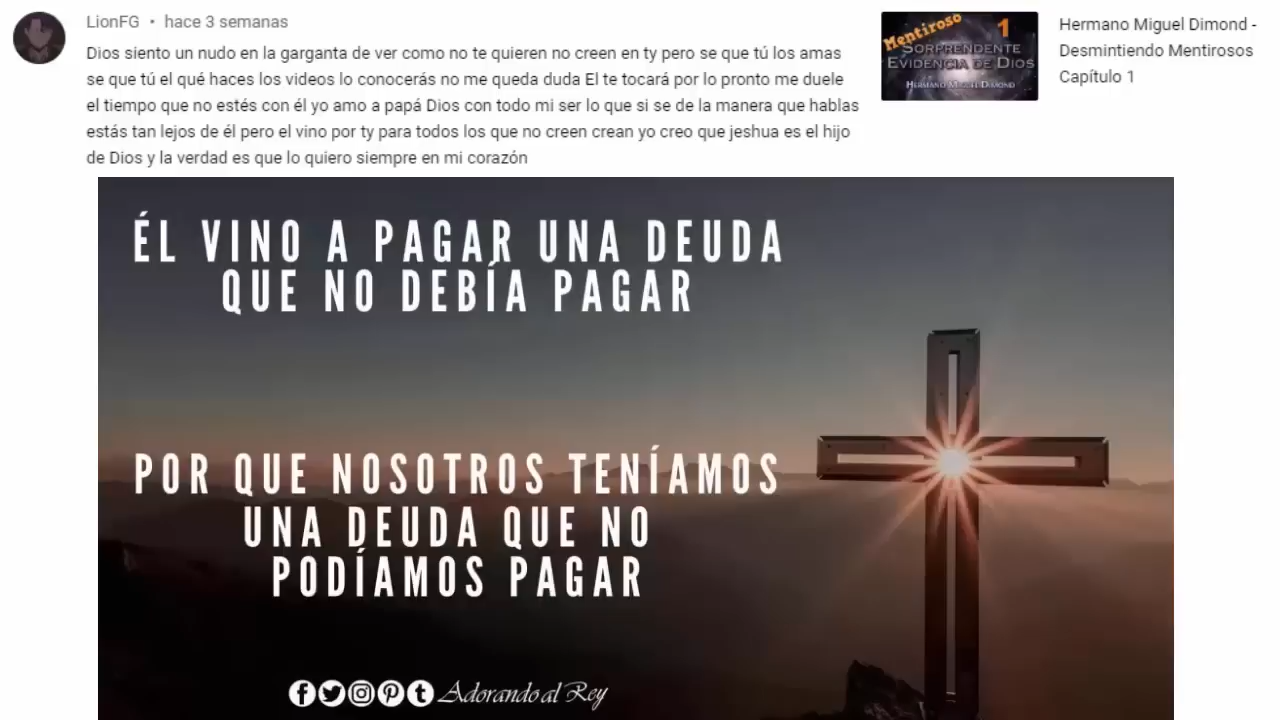 LionFG • hace 3 semanas
Dios siento un nudo en la garganta de ver como no te quieren no creen en ty pero se que tú los amas
se que tú el qué haces los videos lo conocerás no me queda duda El te tocará por lo pronto me duele
el tiempo que no estés con él yo amo a papá Dios con todo mi ser lo que si se de la manera que hablas
estás tan lejos de él pero el vino por ty para todos los que no creen crean yo creo que jeshua es el hijo
de Dios y la verdad es que lo quiero siempre en mi corazón
Mentiroso 1
SORPRENDENTE
EVIDENCIA DE DIOS
HERMANO MIGUEL DIMOND
Hermano Miguel Dimond -
Desmintiendo Mentirosos
Capítulo 1
ÉL VINO A PAGAR UNA DEUDA
QUE NO DEBÍA PAGAR
POR QUE NOSOTROS TENÍAMOS
UNA DEUDA QUE NO
PODÍAMOS PAGAR
Adorando al Rey